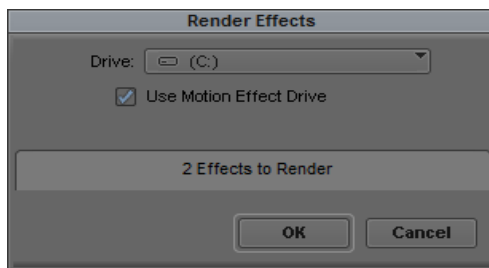 Render Effects
Drive: (C:)
Use Motion Effect Drive
2 Effects to Render
OK Cancel